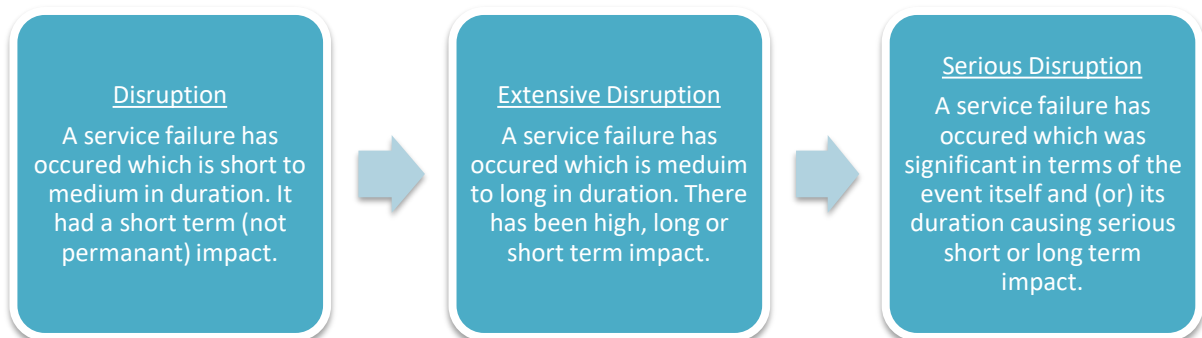 Disruption
A service failure has
occured which is short to
medium in duration. It
had a short term (not
permanant) impact.
Extensive Disruption
A service failure has
occured which is meduim
to long in duration. There
has been high, long or
short term impact.
Serious Disruption
A service failure has
occured which was
significant in terms of the
event itself and (or) its
duration causing serious
short or long term
impact.